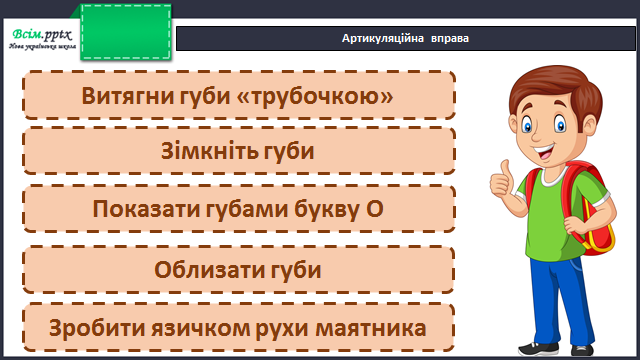 Всім.pptx
Нова українська школа
Артикуляційна вправа
Витягни губи «трубочкою»
Зімкніть губи
Показати губами букву О
Облизати губи
Зробити язичком рухи маятника